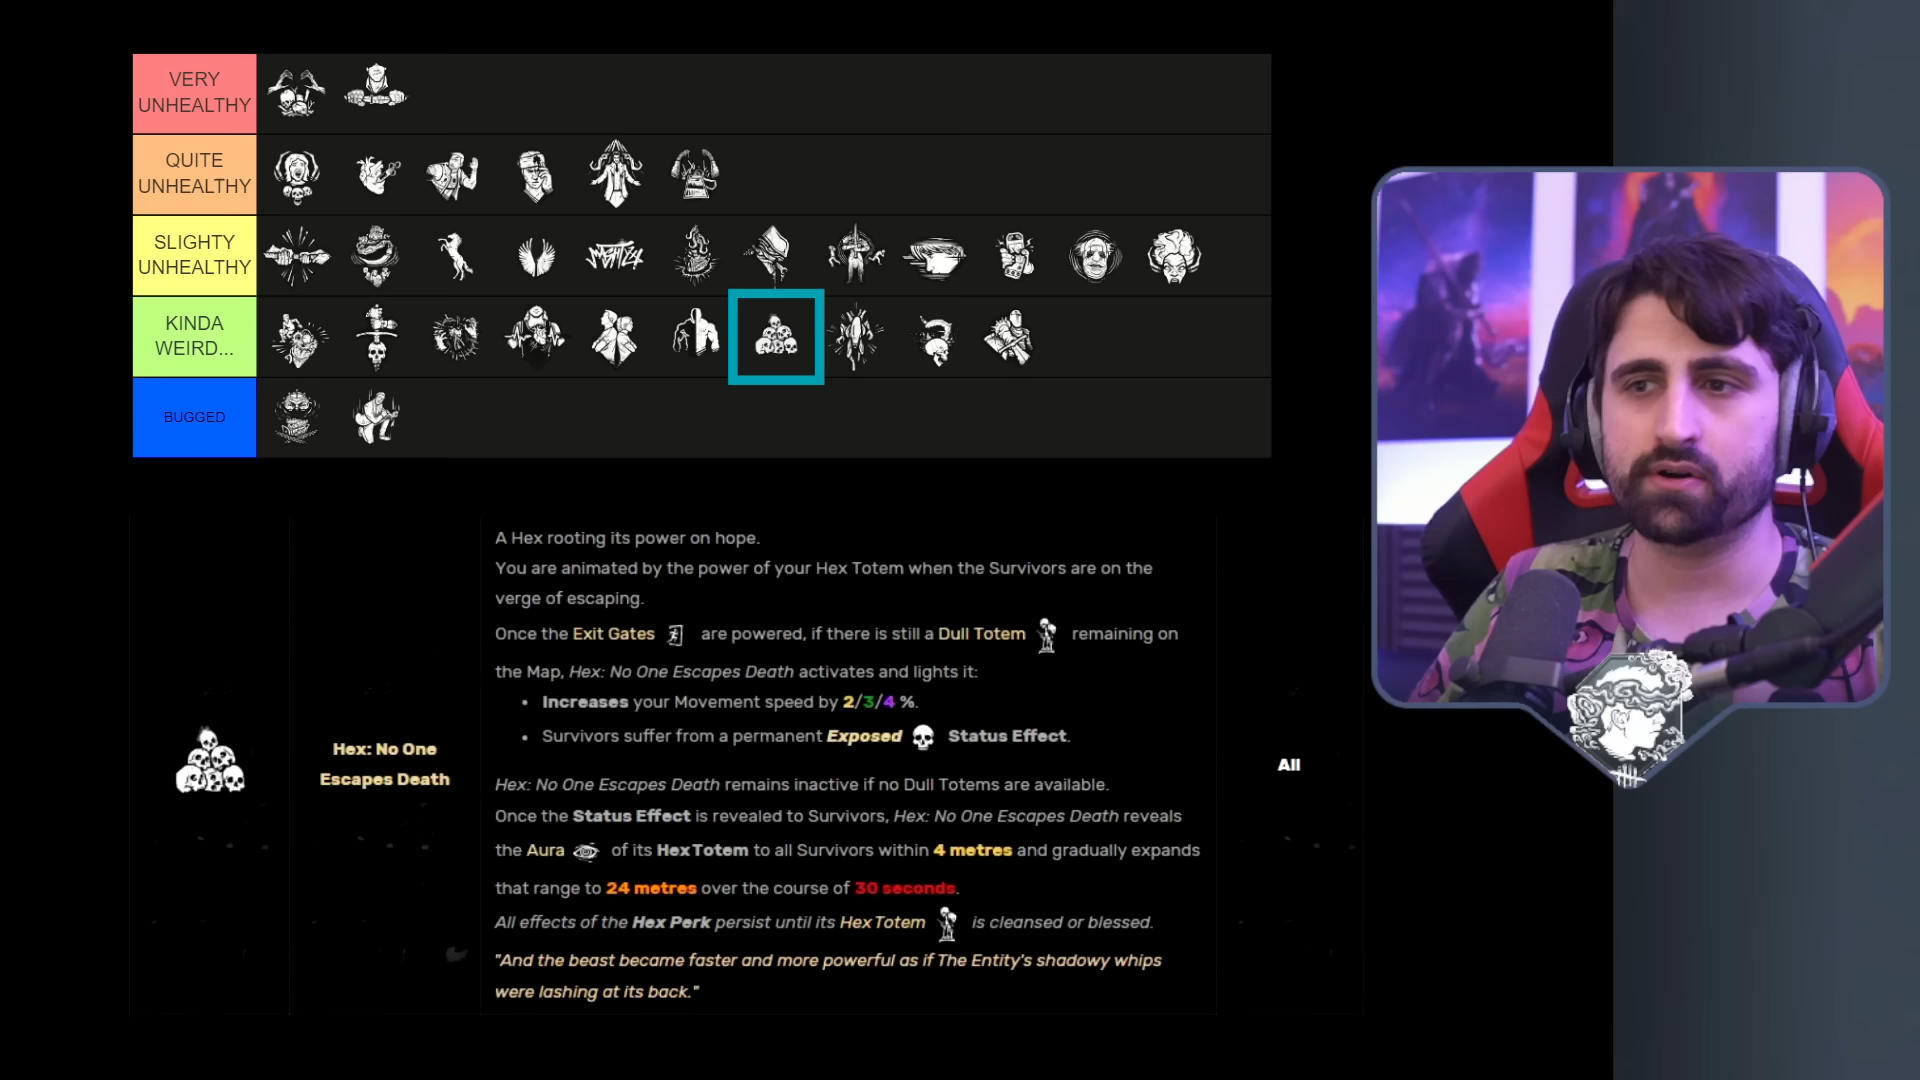 VERY
UNHEALTHY
QUITE
UNHEALTHY
SLIGHTY
UNHEALTHY
KINDA
WEIRD...
BUGGED
A Hex rooting its power on hope.
You are animated by the power of your Hex Totem when the Survivors are on the
verge of escaping.
Once the Exit Gates are powered, if there is still a Dull Totem remaining on
the Map, Hex: No One Escapes Death activates and lights it:
• Increases your Movement speed by 2/3/4 %.
• Survivors suffer from a permanent Exposed Status Effect.
Hex: No One Escapes Death remains inactive if no Dull Totems are available.
Once the Status Effect is revealed to Survivors, Hex: No One Escapes Death reveals
the Aura of its Hex Totem to all Survivors within 4 metres and gradually expands
that range to 24 metres over the course of 30 seconds.
All effects of the Hex Perk persist until its Hex Totem is cleansed or blessed.
"And the beast became faster and more powerful as if The Entity's shadowy whips
were lashing at its back."
Hex: No One
Escapes Death
All